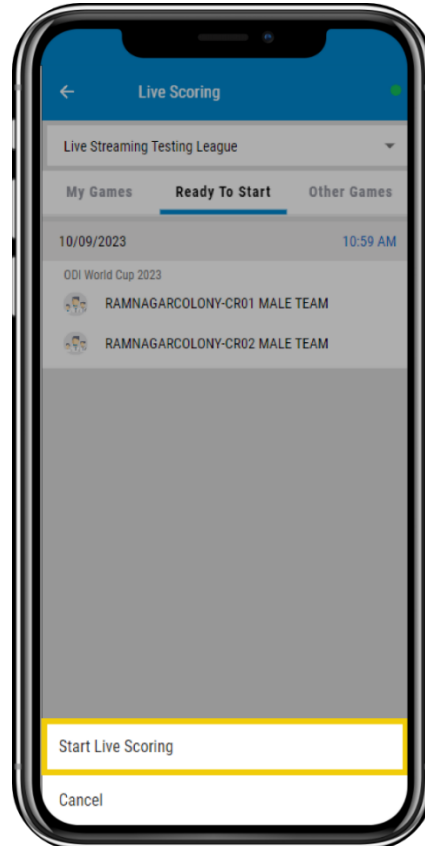 Live Scoring
Live Streaming Testing League
My Games Ready To Start Other Games
10/09/2023 10:59 AM
ODI World Cup 2023
RAMNAGARCOLONY-CR01 MALE TEAM
RAMNAGARCOLONY-CR02 MALE TEAM
Start Live Scoring
Cancel